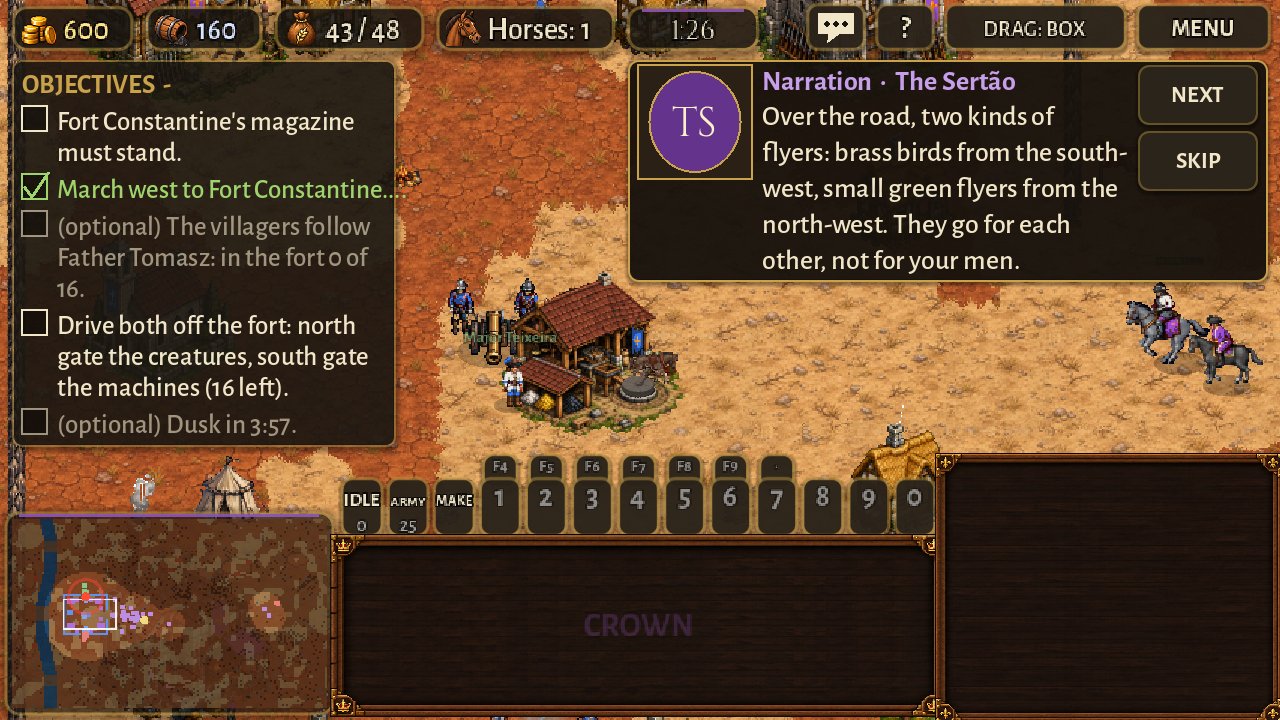 600
160
43/48
Horses: 1
1:26
?
DRAG: BOX
MENU
OBJECTIVES -
Fort Constantine's magazine
must stand.
March west to Fort Constantine...
(optional) The villagers follow
Father Tomasz: in the fort 0 of
16.
Drive both off the fort: north
gate the creatures, south gate
the machines (16 left).
(optional) Dusk in 3:57.
TS
Narration · The Sertão
Over the road, two kinds of
flyers: brass birds from the south-
west, small green flyers from the
north-west. They go for each
other, not for your men.
NEXT
SKIP
Major Teixeira
F4 F5 F6 F7 F8 F9
IDLE ARMY MAKE 1 2 3 4 5 6 7 8 9 0
0 25
CROWN